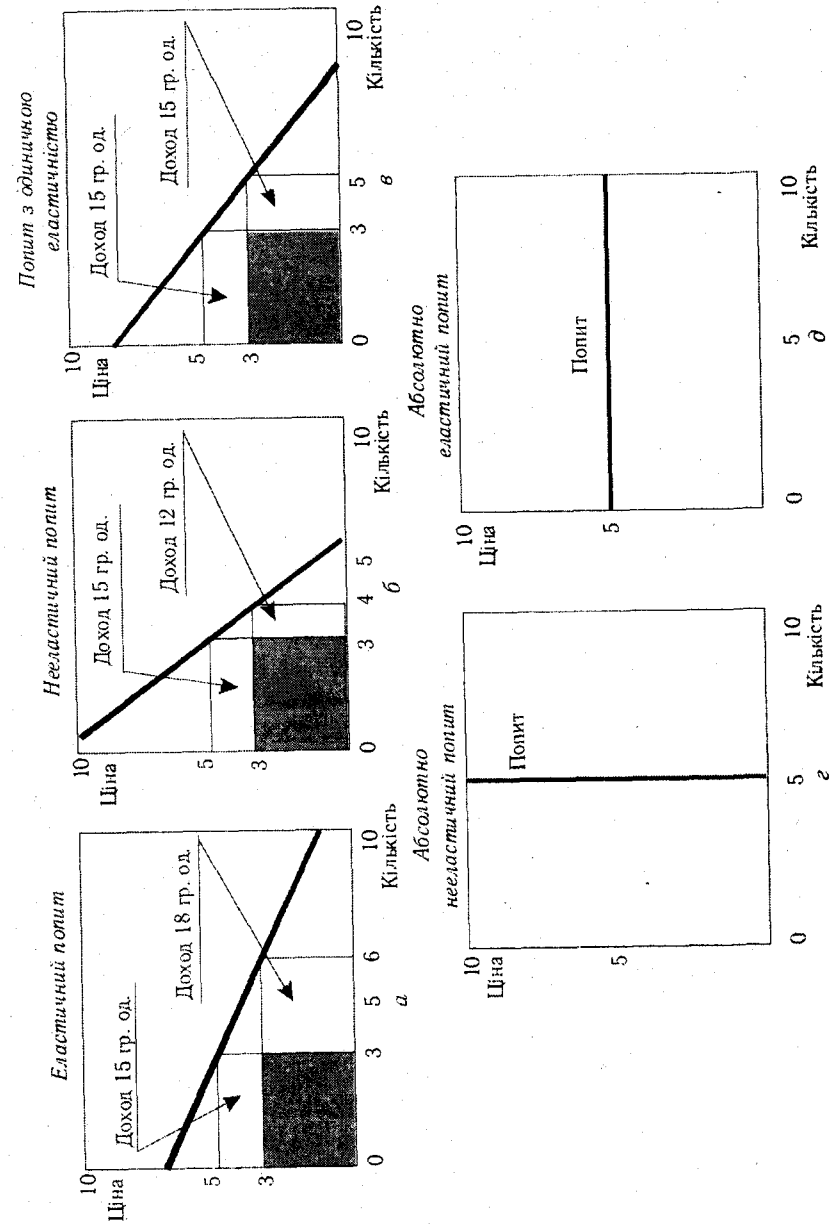 Еластичний попит
10
Ціна
Доход 15 гр. од.
Доход 18 гр. од.
5
3
0
3
5
6
10
Кількість
а
Нееластичний попит
10
Ціна
Доход 15 гр. од.
Доход 12 гр. од.
5
3
0
3
4
5
10
Кількість
б
Попит з одиничною
еластичністю
10
Ціна
Доход 15 гр. од.
Доход 15 гр. од.
5
3
0
3
5
10
Кількість
в
Абсолютно
нееластичний попит
10
Ціна
Попит
5
0
5
10
Кількість
г
Абсолютно
еластичний попит
10
Ціна
Попит
5
0
5
10
Кількість
д